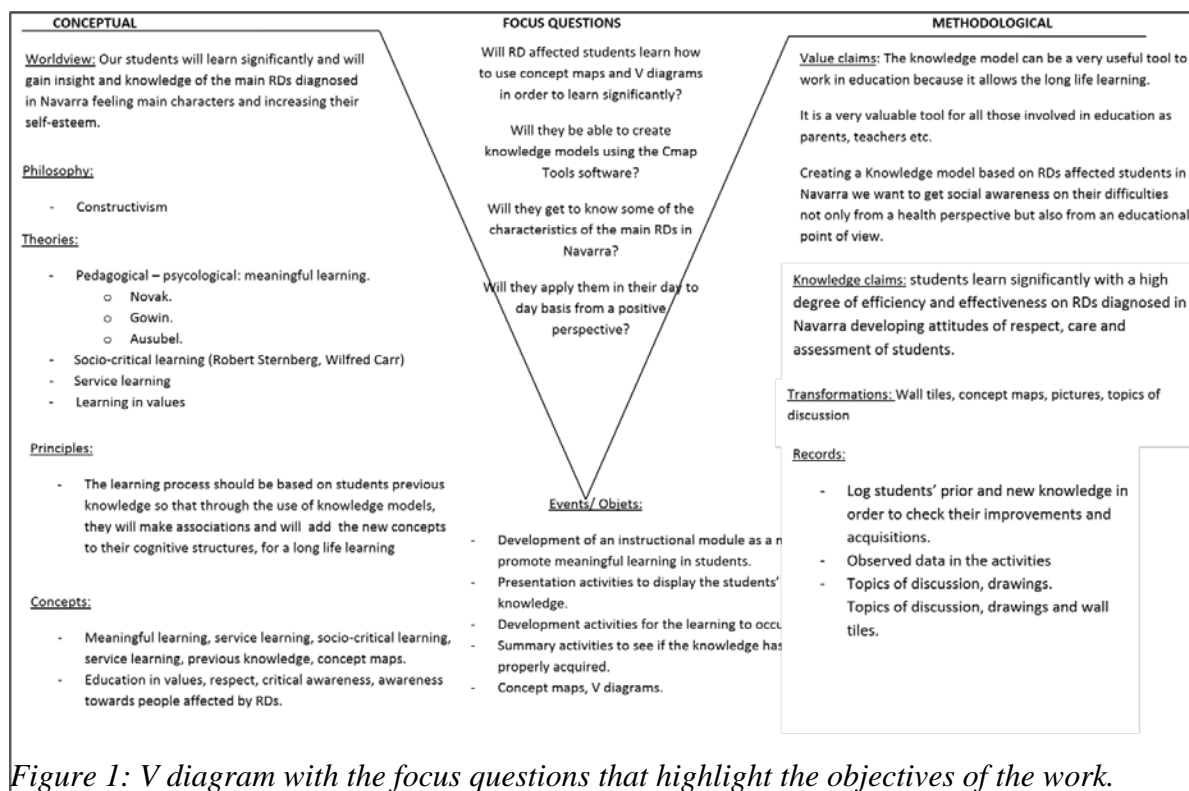 CONCEPTUAL
Worldview: Our students will learn significantly and will
gain insight and knowledge of the main RDs diagnosed
in Navarra feeling main characters and increasing their
self-esteem.
Philosophy:
- Constructivism
Theories:
- Pedagogical – psycological: meaningful learning.
o Novak.
o Gowin.
o Ausubel.
- Socio-critical learning (Robert Sternberg, Wilfred Carr)
- Service learning
- Learning in values
Principles:
- The learning process should be based on students previous
knowledge so that through the use of knowledge models,
they will make associations and will add the new concepts
to their cognitive structures, for a long life learning
Concepts:
- Meaningful learning, service learning, socio-critical learning,
service learning, previous knowledge, concept maps.
- Education in values, respect, critical awareness, awareness
towards people affected by RDs.
FOCUS QUESTIONS
Will RD affected students learn how
to use concept maps and V diagrams
in order to learn significantly?
Will they be able to create
knowledge models using the Cmap
Tools software?
Will they get to know some of the
characteristics of the main RDs in
Navarra?
Will they apply them in their day to
day basis from a positive
perspective?
Events/ Objets:
- Development of an instructional module as a
promote meaningful learning in students.
- Presentation activities to display the students'
knowledge.
- Development activities for the learning to
- Summary activities to see if the knowledge has
properly acquired.
- Concept maps, V diagrams.
METHODOLOGICAL
Value claims: The knowledge model can be a very useful tool to
work in education because it allows the long life learning.
It is a very valuable tool for all those involved in education as
parents, teachers etc.
Creating a Knowledge model based on RDs affected students in
Navarra we want to get social awareness on their difficulties
not only from a health perspective but also from an educational
point of view.
Knowledge claims: students learn significantly with a high
degree of efficiency and effectiveness on RDs diagnosed in
Navarra developing attitudes of respect, care and
assessment of students.
Transformations: Wall tiles, concept maps, pictures, topics of
discussion
Records:
- Log students' prior and new knowledge in
order to check their improvements and
acquisitions.
- Observed data in the activities
- Topics of discussion, drawings.
Topics of discussion, drawings and wall
tiles.
Figure 1: V diagram with the focus questions that highlight the objectives of the work.